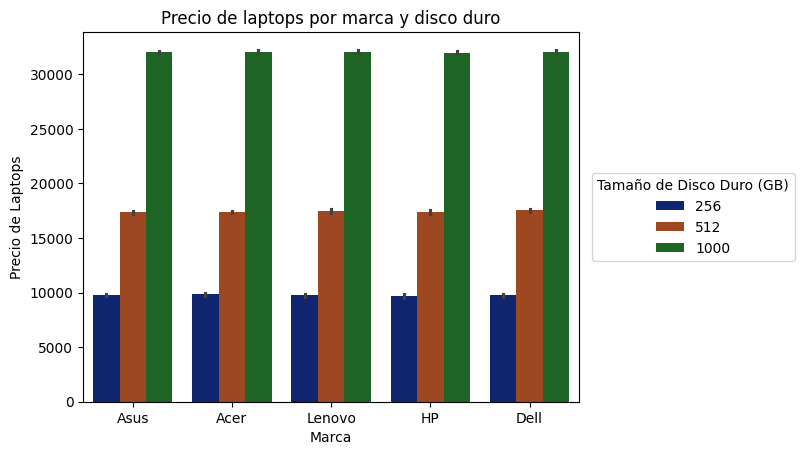 Precio de laptops por marca y disco duro
Precio de Laptops
30000
25000
20000
15000
10000
5000
0
Asus Acer Lenovo HP Dell
Marca
Tamaño de Disco Duro (GB)
256
512
1000